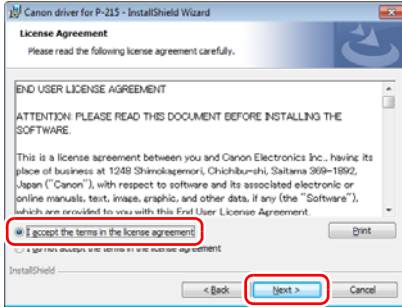 Canon driver for P-215 - InstallShield Wizard
License Agreement
Please read the following license agreement carefully.
END USER LICENSE AGREEMENT
ATTENTION: PLEASE READ THIS DOCUMENT BEFORE INSTALLING THE
SOFTWARE.
This is a license agreement between you and Canon Electronics Inc., having its
place of business at 1248 Shimokagemori, Chichibu-shi, Saitama 369-1892,
Japan ("Canon"), with respect to software and its associated electronic or
online manuals, text, image, graphic, and other data, if any (the "Software"),
which are provided to you with this End User License Agreement.
I accept the terms in the license agreement
Print
I do not accept the terms in the license agreement
InstallShield
< Back
Next >
Cancel